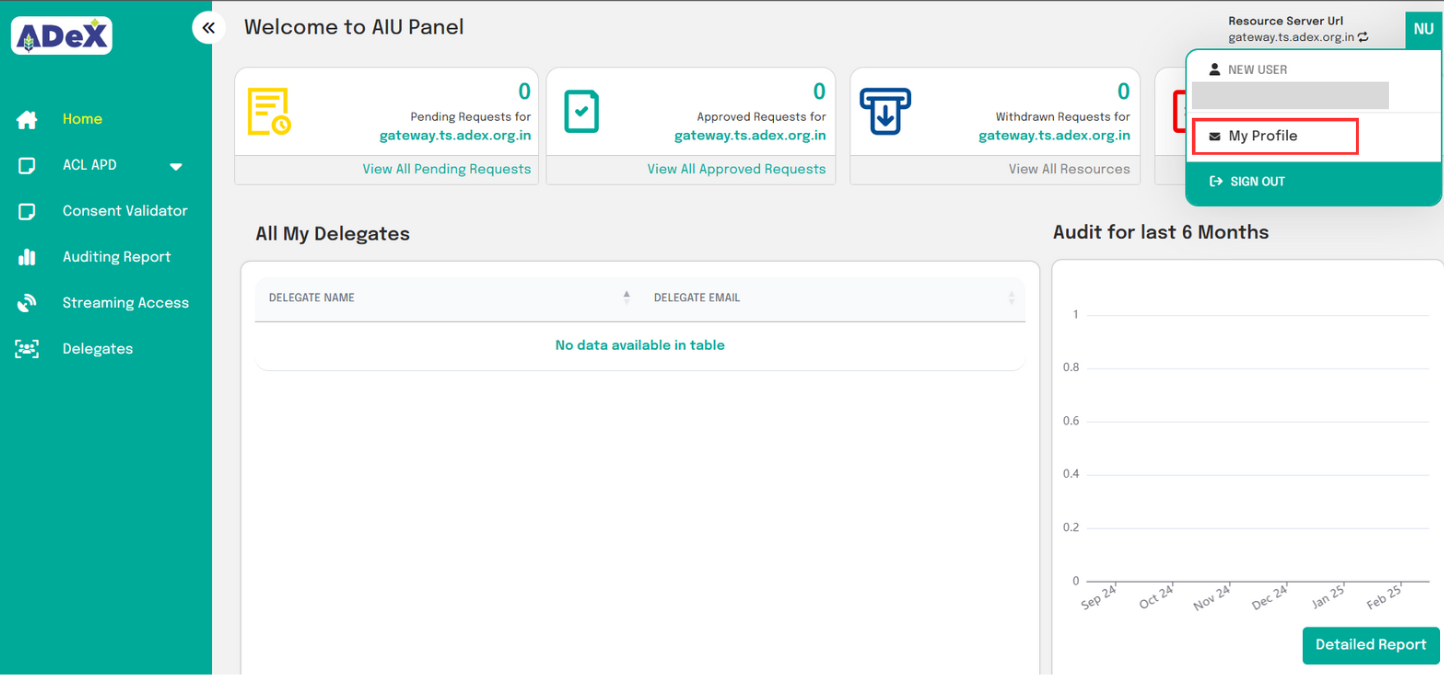 ADeX
Welcome to AIU Panel
Resource Server Url
gateway.ts.adex.org.in
NU
NEW USER
My Profile
SIGN OUT
Home
ACL APD
Consent Validator
Auditing Report
Streaming Access
Delegates
0
Pending Requests for
gateway.ts.adex.org.in
View All Pending Requests
0
Approved Requests for
gateway.ts.adex.org.in
View All Approved Requests
0
Withdrawn Requests for
gateway.ts.adex.org.in
View All Resources
All My Delegates
DELEGATE NAME
DELEGATE EMAIL
No data available in table
Audit for last 6 Months
1
0.8
0.6
0.4
0.2
0
Sep 24'
Oct 24'
Nov 24'
Dec 24'
Jan 25'
Feb 25'
Detailed Report